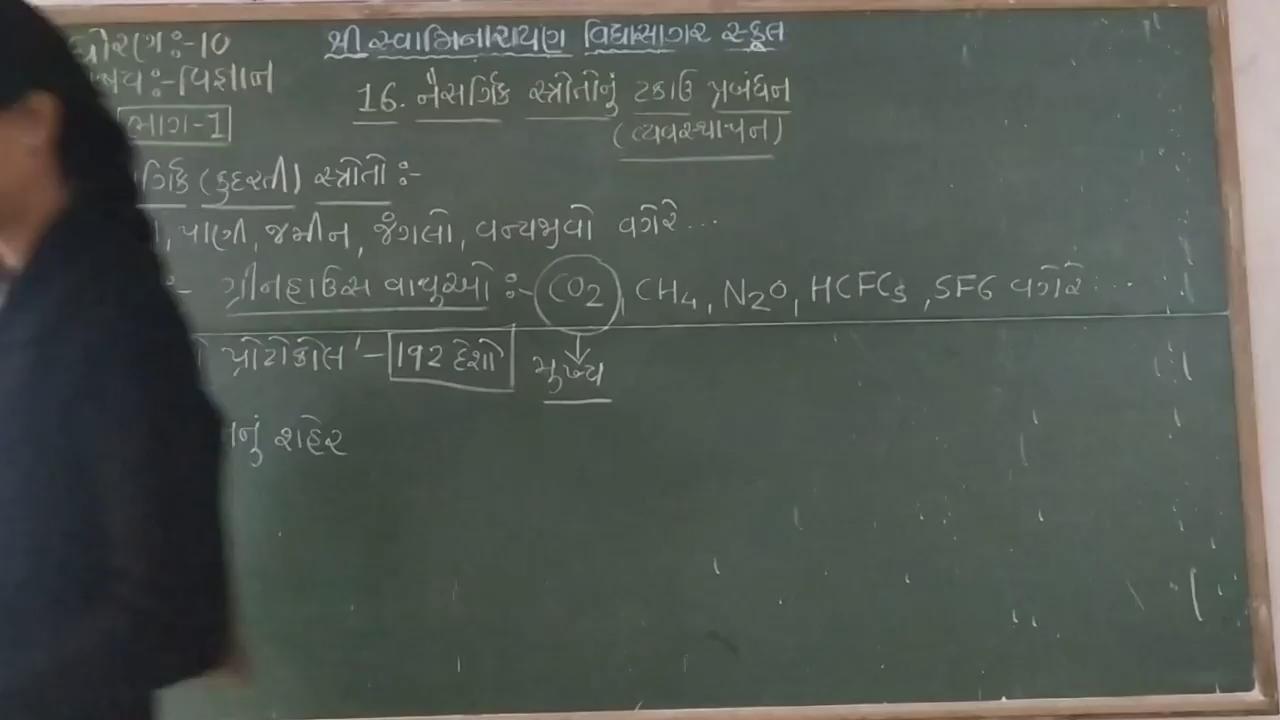 ધોરણઃ-10
શ્રી સ્વામિનારાયણ વિદ્યાસાગર સ્કૂલ
વિષયઃ-વિજ્ઞાન
16. નૈસર્ગિક સ્ત્રોતોનું ટકાઉ પ્રબંધન
(વ્યવસ્થાપન)
ભાગ-1
(કુદરતી) સ્ત્રોતો :-
, પાણી, જમીન, જંગલો, વન્યજીવો વગેરે...
:- ગ્રીનહાઉસ વાયુઓ :- CO2, CH4, N2O, HCFCs, SF6 વગેરે...
પ્રોટોકોલ' - 192 દેશો
મુખ્ય
શહેર